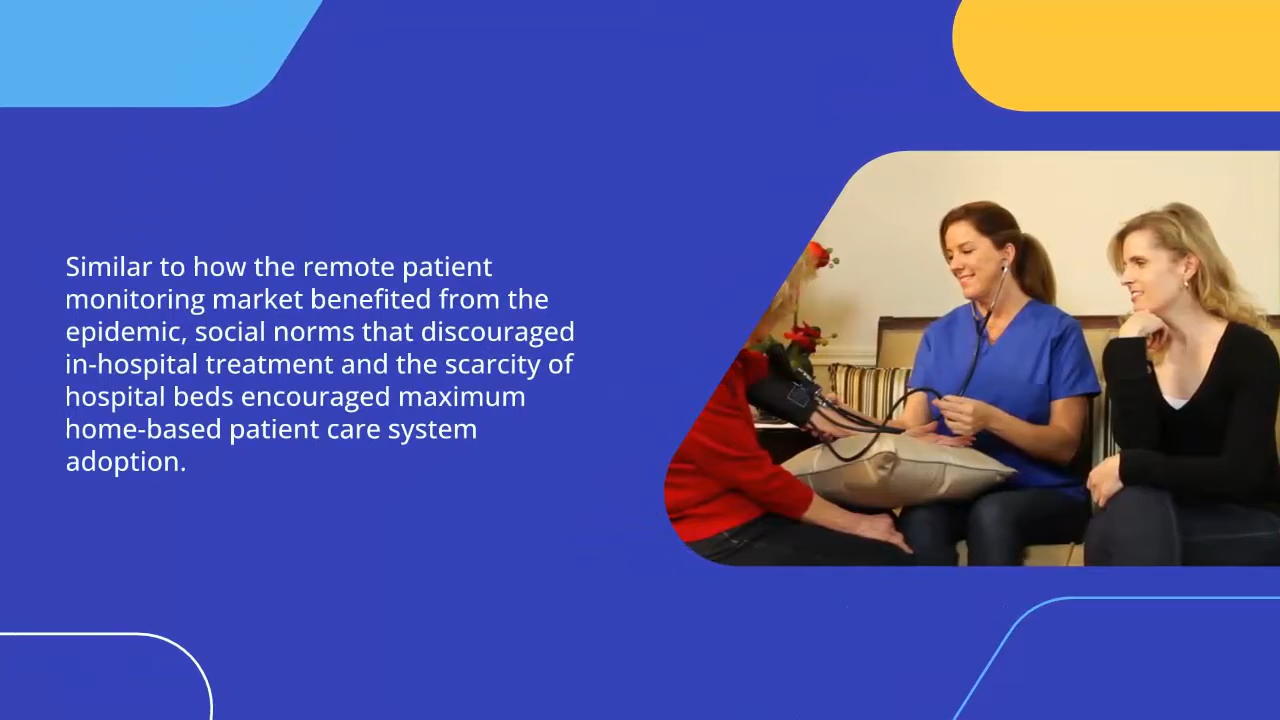 Similar to how the remote patient
monitoring market benefited from the
epidemic, social norms that discouraged
in-hospital treatment and the scarcity of
hospital beds encouraged maximum
home-based patient care system
adoption.